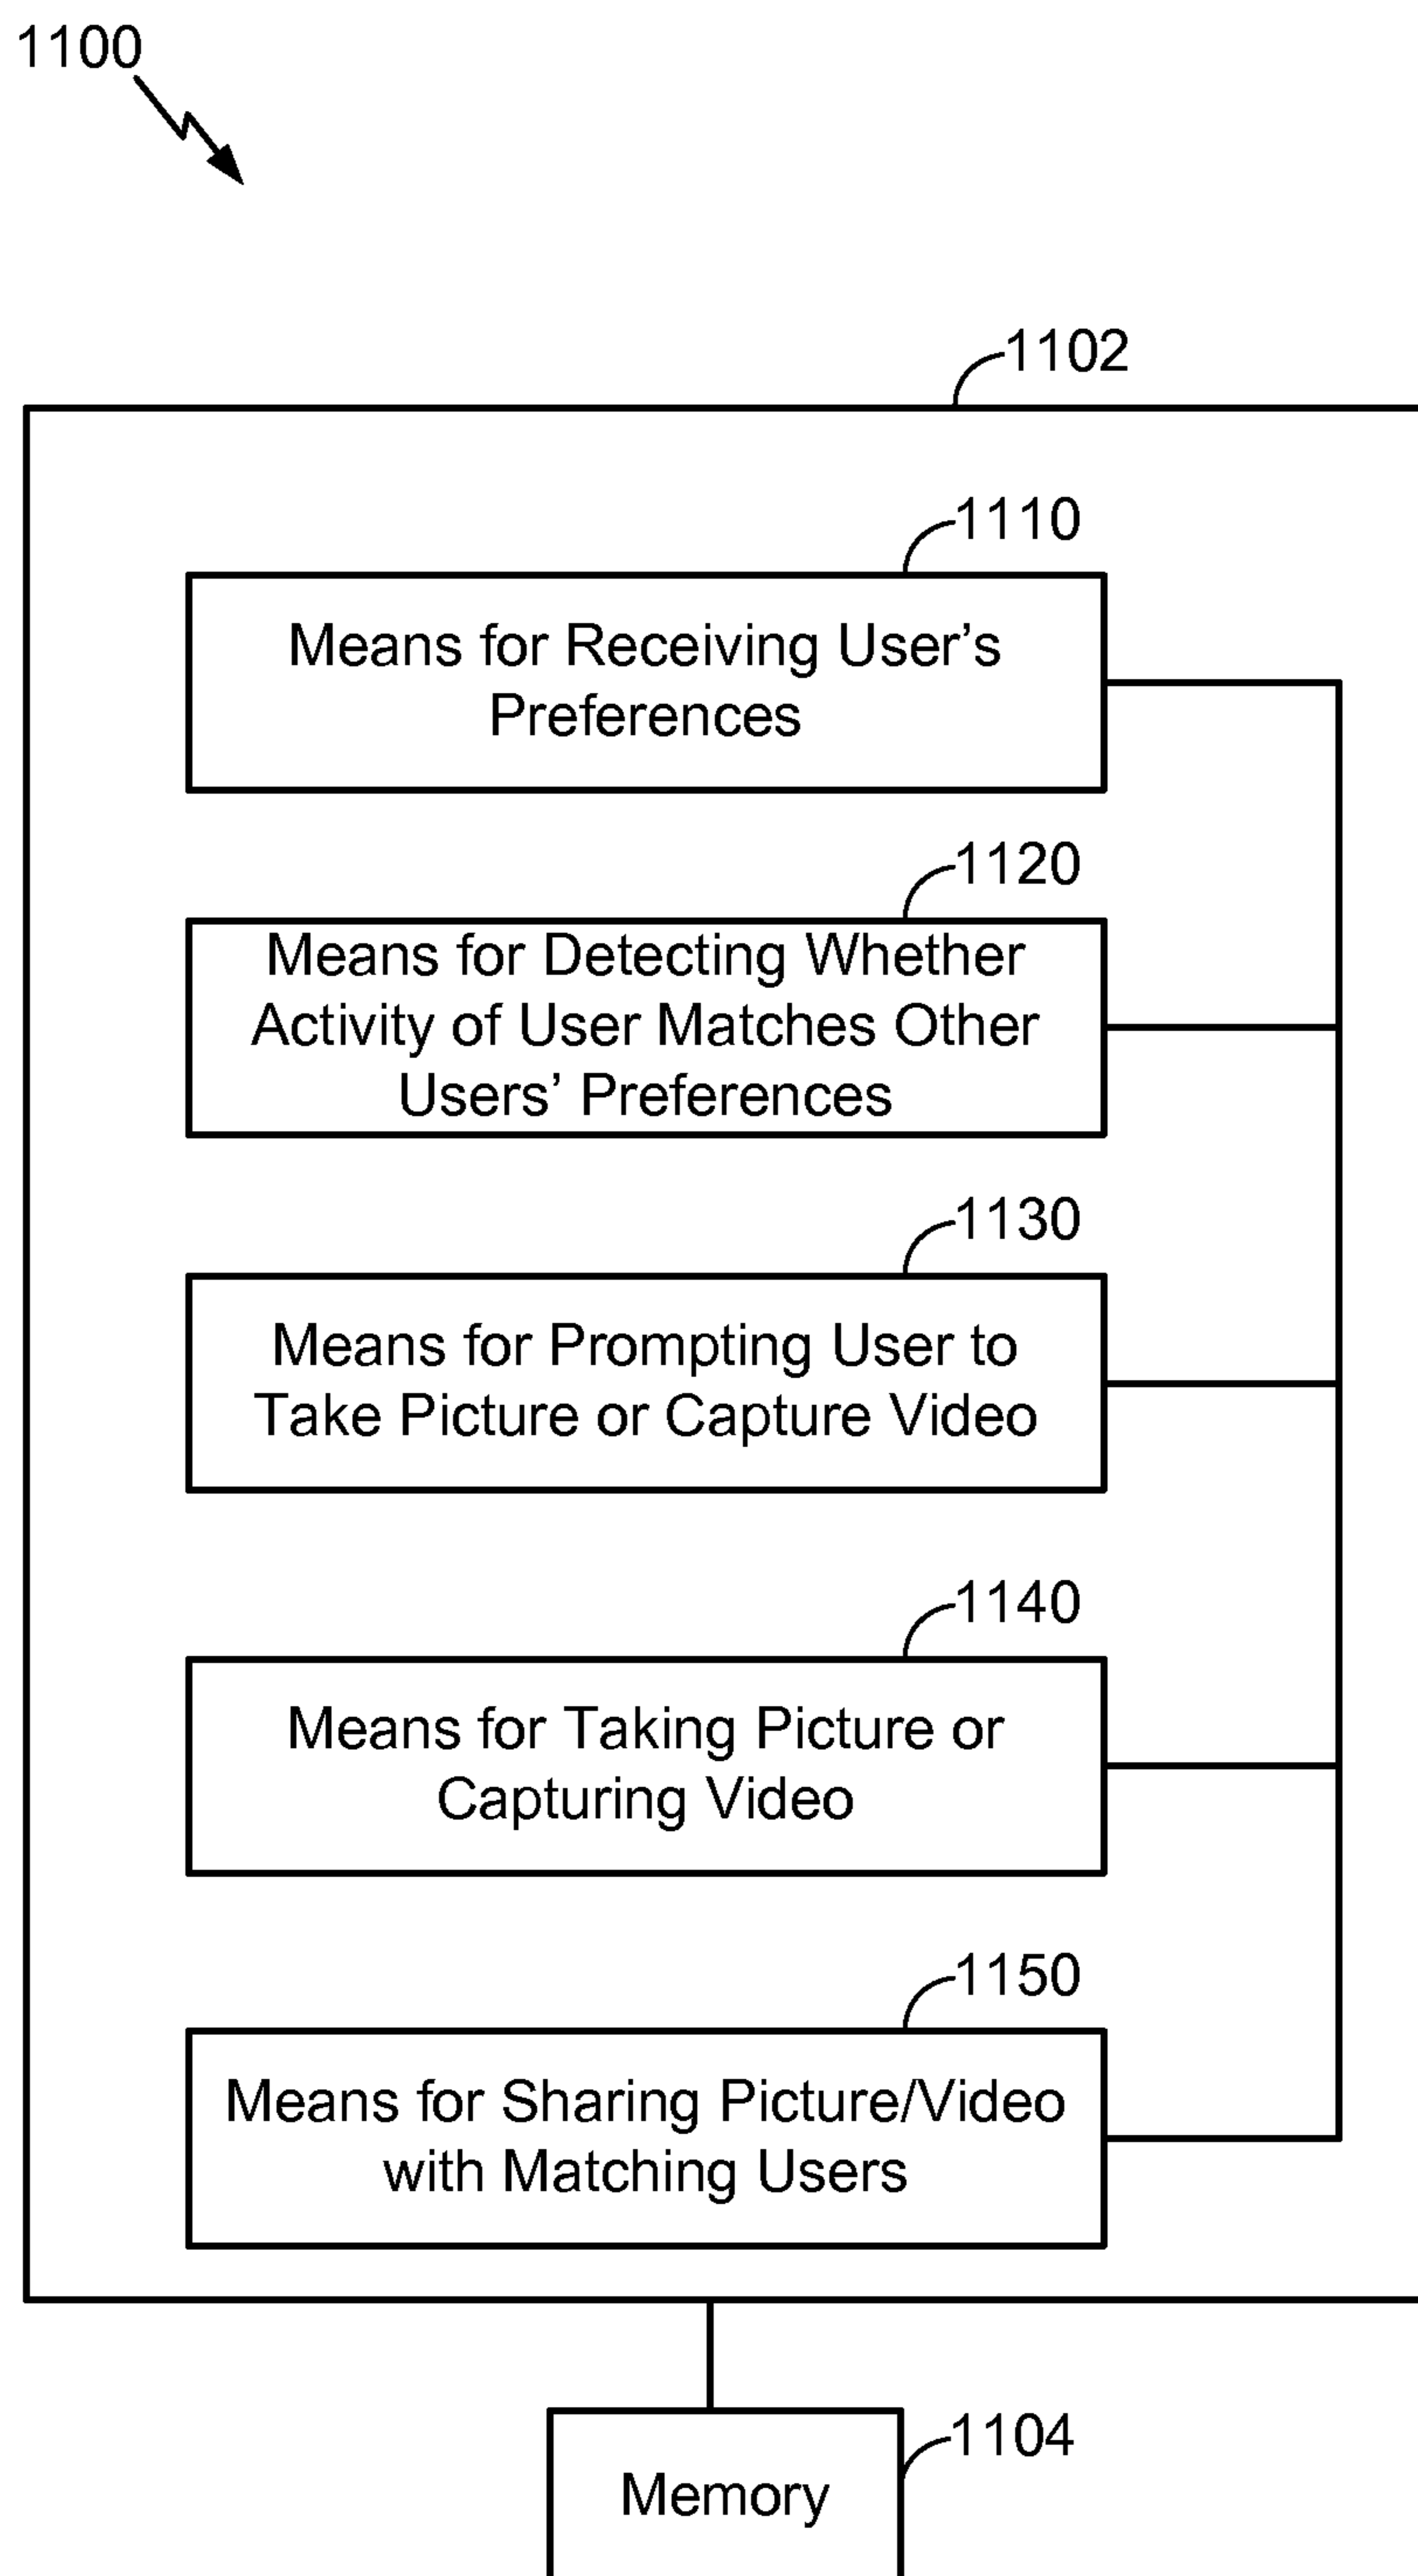 1100
1102
1110
Means for Receiving User’s
Preferences
1120
Means for Detecting Whether
Activity of User Matches Other
Users’ Preferences
1130
Means for Prompting User to
Take Picture or Capture Video
1140
Means for Taking Picture or
Capturing Video
1150
Means for Sharing Picture/Video
with Matching Users
1104
Memory